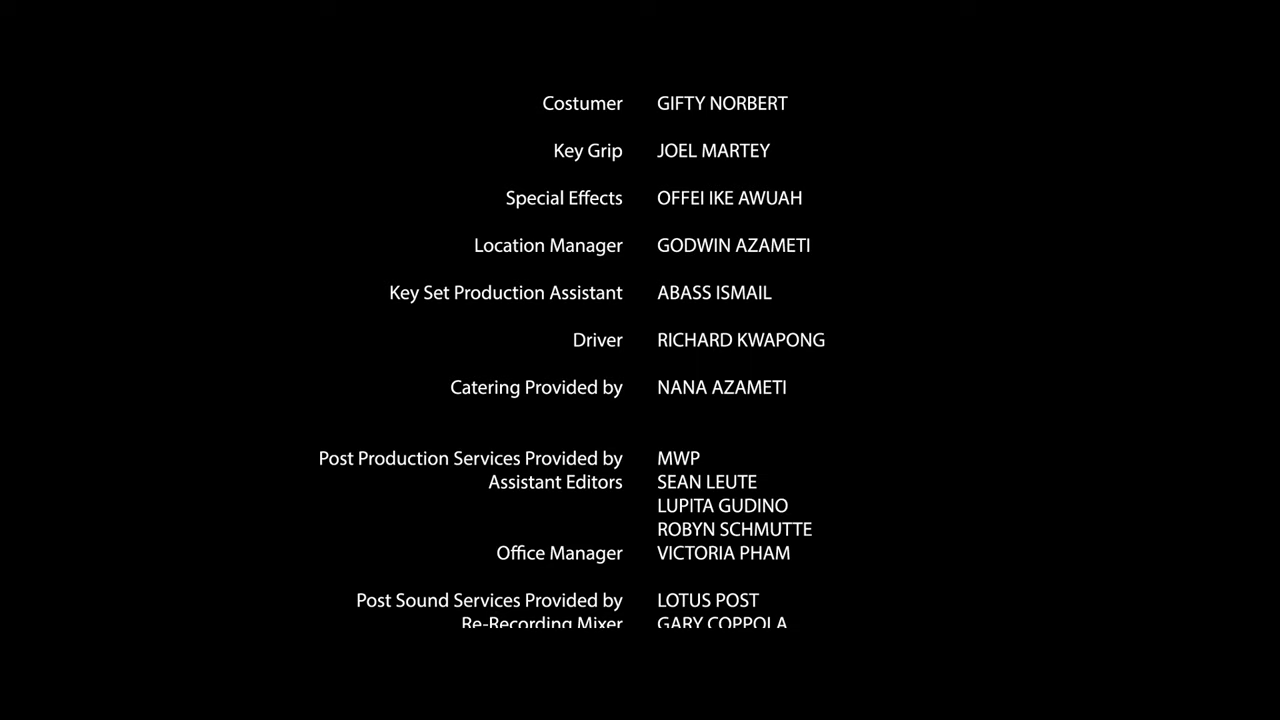 Costumer GIFTY NORBERT
Key Grip JOEL MARTEY
Special Effects OFFEI IKE AWUAH
Location Manager GODWIN AZAMETI
Key Set Production Assistant ABASS ISMAIL
Driver RICHARD KWAPONG
Catering Provided by NANA AZAMETI
Post Production Services Provided by MWP
Assistant Editors SEAN LEUTE
LUPITA GUDINO
ROBYN SCHMUTTE
Office Manager VICTORIA PHAM
Post Sound Services Provided by LOTUS POST
Re-Recording Mixer GARY COPPOLA